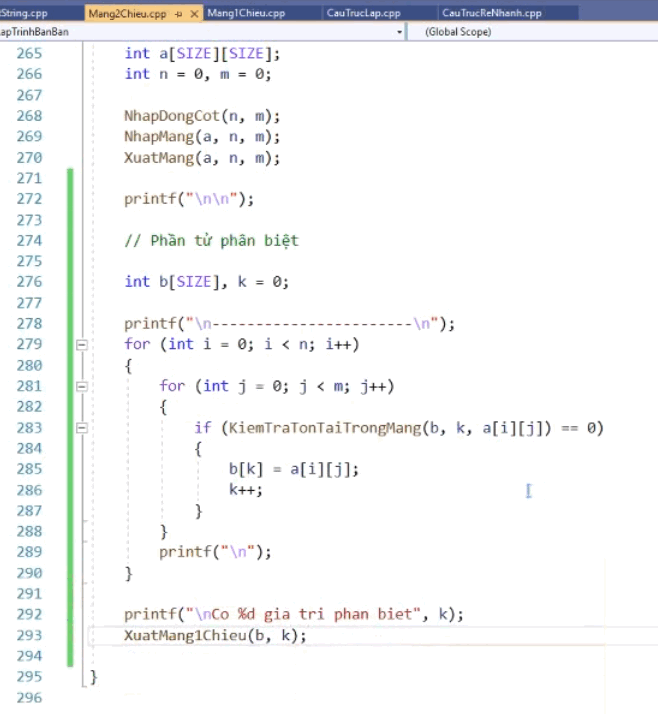 String.cpp
Mang2Chieu.cpp
Mang1Chieu.cpp
CauTrucLap.cpp
CauTrucReNhanh.cpp
apTrinhBanBan
(Global Scope)
265 int a[SIZE][SIZE];
266 int n = 0, m = 0;
267
268 NhapDongCot(n, m);
269 NhapMang(a, n, m);
270 XuatMang(a, n, m);
271
272 printf("\n\n");
273
274 // Phần tử phân biệt
275
276 int b[SIZE], k = 0;
277
278 printf("\n-----------------------\n");
279 for (int i = 0; i < n; i++)
280 {
281 for (int j = 0; j < m; j++)
282 {
283 if (KiemTraTonTaiTrongMang(b, k, a[i][j]) == 0)
284 {
285 b[k] = a[i][j];
286 k++;
287 }
288 }
289 printf("\n");
290 }
291
292 printf("\nCo %d gia tri phan biet", k);
293 XuatMang1Chieu(b, k);
294
295 }
296